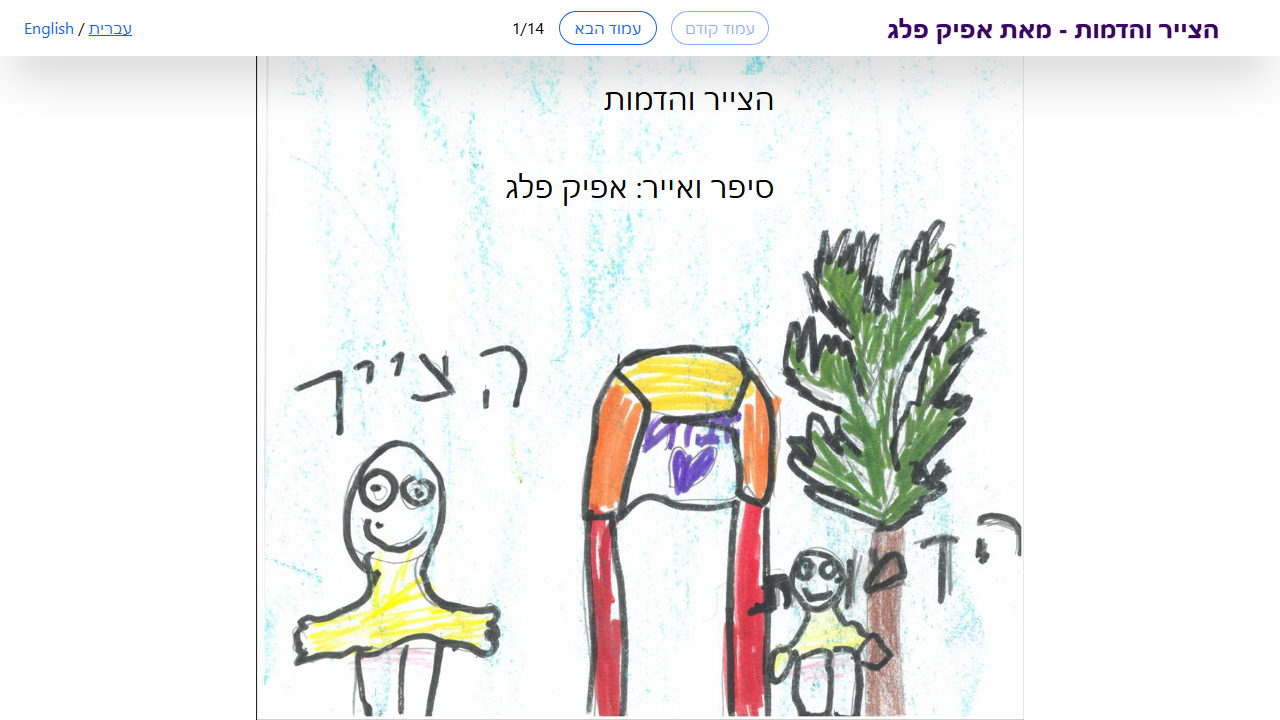 הצייר והדמות - מאת אפיק פלג
עמוד קודם
עמוד הבא
1/14
עברית / English
הצייר והדמות
סיפר ואייר: אפיק פלג
הצייר
הדמות